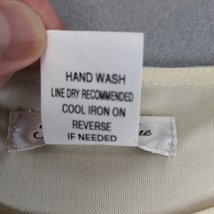 HAND WASH
LINE DRY RECOMMENDED
COOL IRON ON
REVERSE
IF NEEDED